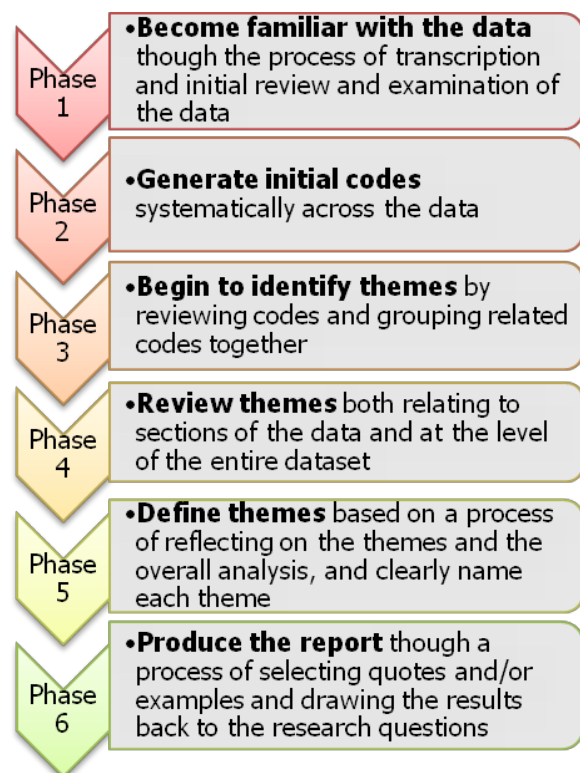 Phase
1
•Become familiar with the data
though the process of transcription
and initial review and examination of
the data
Phase
2
•Generate initial codes
systematically across the data
Phase
3
•Begin to identify themes by
reviewing codes and grouping related
codes together
Phase
4
•Review themes both relating to
sections of the data and at the level
of the entire dataset
Phase
5
•Define themes based on a process
of reflecting on the themes and the
overall analysis, and clearly name
each theme
Phase
6
•Produce the report though a
process of selecting quotes and/or
examples and drawing the results
back to the research questions